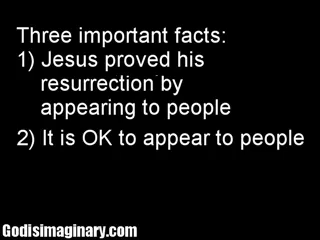 Three important facts:
1) Jesus proved his
resurrection by
appearing to people
2) It is OK to appear to people
Godisimaginary.com